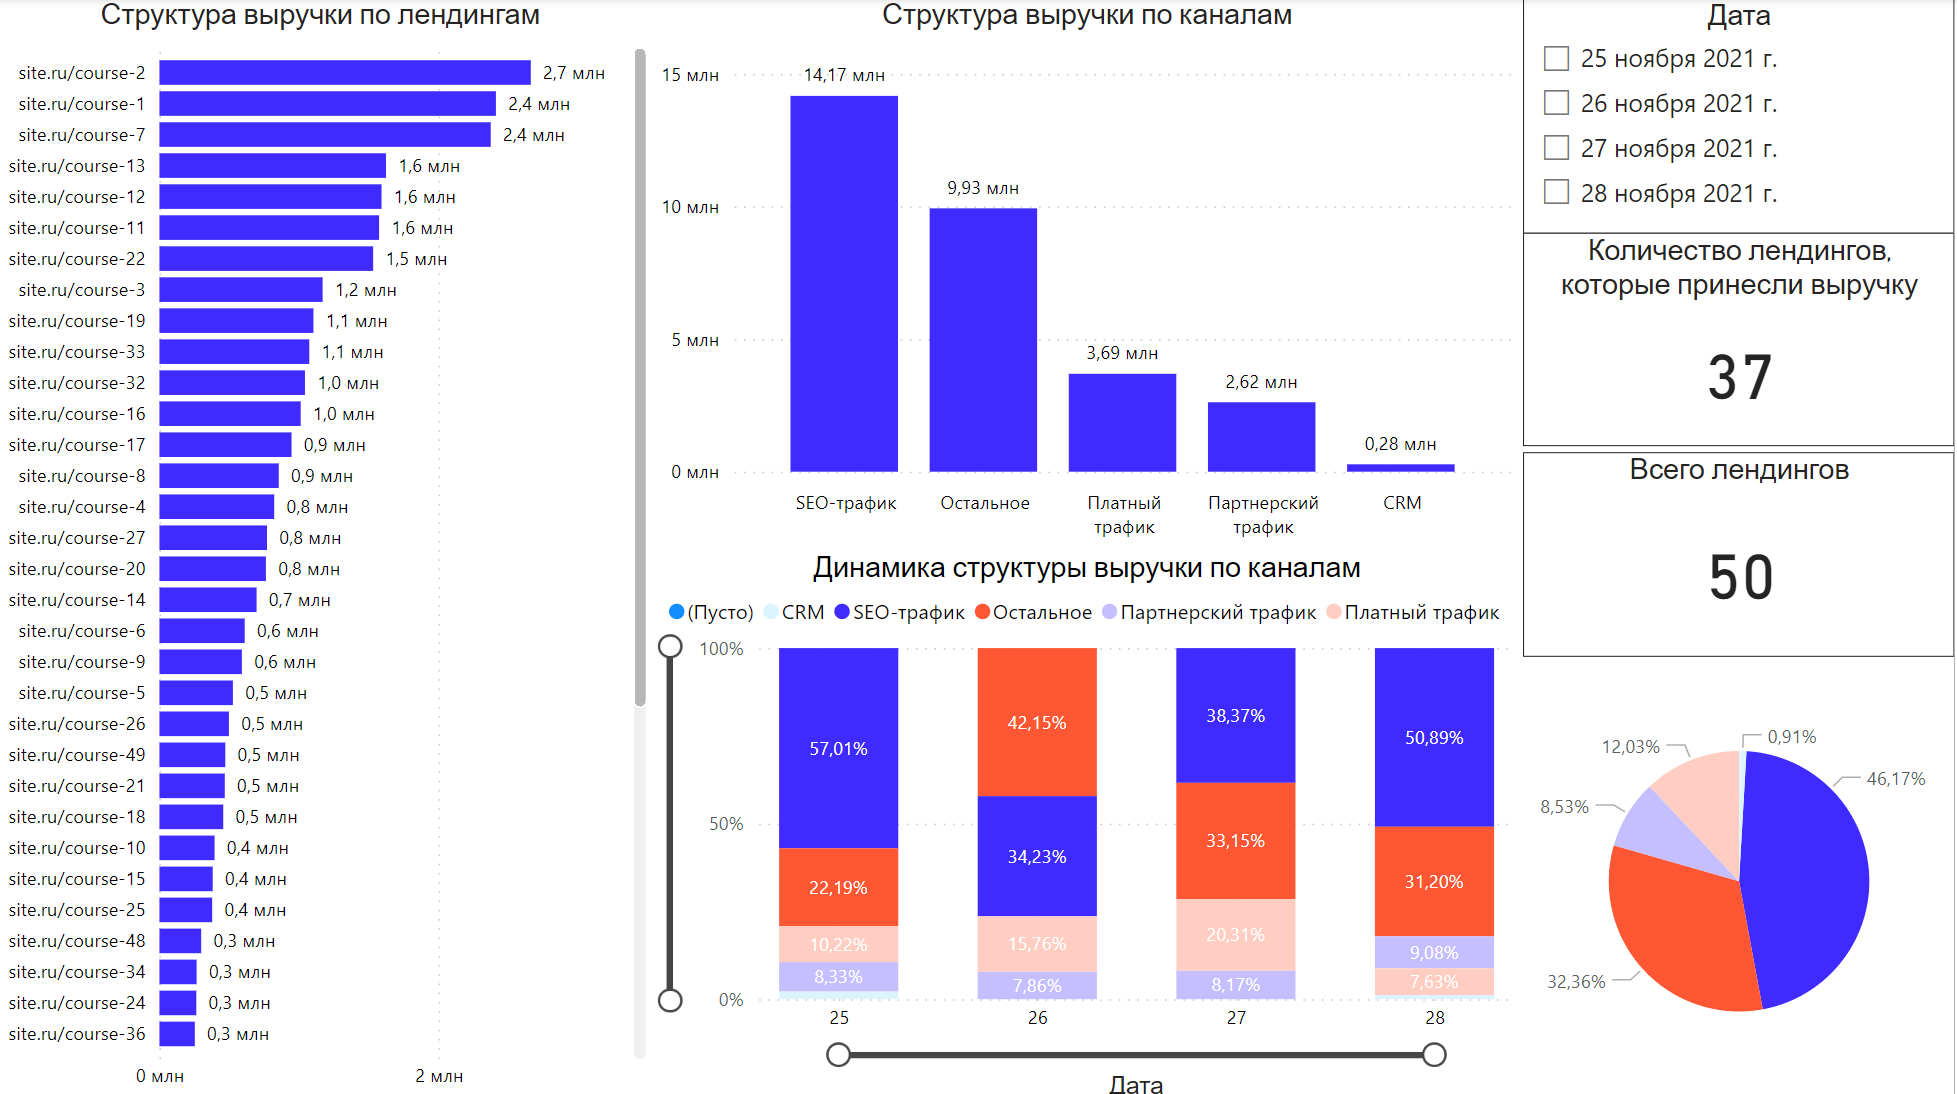 Структура выручки по лендингам
site.ru/course-2 2,7 млн
site.ru/course-1 2,4 млн
site.ru/course-7 2,4 млн
site.ru/course-13 1,6 млн
site.ru/course-12 1,6 млн
site.ru/course-11 1,6 млн
site.ru/course-22 1,5 млн
site.ru/course-3 1,2 млн
site.ru/course-19 1,1 млн
site.ru/course-33 1,1 млн
site.ru/course-32 1,0 млн
site.ru/course-16 1,0 млн
site.ru/course-17 0,9 млн
site.ru/course-8 0,9 млн
site.ru/course-4 0,8 млн
site.ru/course-27 0,8 млн
site.ru/course-20 0,8 млн
site.ru/course-14 0,7 млн
site.ru/course-6 0,6 млн
site.ru/course-9 0,6 млн
site.ru/course-5 0,5 млн
site.ru/course-26 0,5 млн
site.ru/course-49 0,5 млн
site.ru/course-21 0,5 млн
site.ru/course-18 0,5 млн
site.ru/course-10 0,4 млн
site.ru/course-15 0,4 млн
site.ru/course-25 0,4 млн
site.ru/course-48 0,3 млн
site.ru/course-34 0,3 млн
site.ru/course-24 0,3 млн
site.ru/course-36 0,3 млн
0 млн 2 млн
Структура выручки по каналам
15 млн
10 млн
5 млн
0 млн
14,17 млн
9,93 млн
3,69 млн
2,62 млн
0,28 млн
SEO-трафик
Остальное
Платный
трафик
Партнерский
трафик
CRM
Динамика структуры выручки по каналам
(Пусто) CRM SEO-трафик Остальное Партнерский трафик Платный трафик
100%
50%
0%
57,01%
22,19%
10,22%
8,33%
42,15%
34,23%
15,76%
7,86%
38,37%
33,15%
20,31%
8,17%
50,89%
31,20%
9,08%
7,63%
25 26 27 28
Дата
Дата
25 ноября 2021 г.
26 ноября 2021 г.
27 ноября 2021 г.
28 ноября 2021 г.
Количество лендингов,
которые принесли выручку
37
Всего лендингов
50
0,91%
12,03%
46,17%
8,53%
32,36%